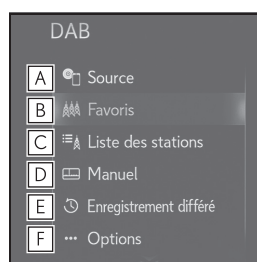 DAB
A Source
B Favoris
C Liste des stations
D Manuel
E Enregistrement différé
F Options